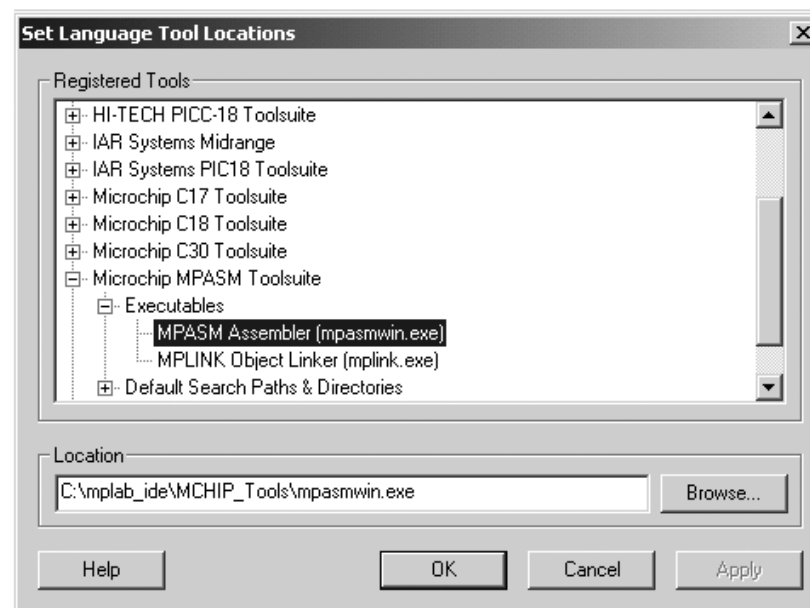 Set Language Tool Locations
Registered Tools
HI-TECH PICC-18 Toolsuite
IAR Systems Midrange
IAR Systems PIC18 Toolsuite
Microchip C17 Toolsuite
Microchip C18 Toolsuite
Microchip C30 Toolsuite
Microchip MPASM Toolsuite
Executables
MPASM Assembler (mpasmwin.exe)
MPLINK Object Linker (mplink.exe)
Default Search Paths & Directories
Location
C:\mplab_ide\MCHIP_Tools\mpasmwin.exe Browse...
Help OK Cancel Apply